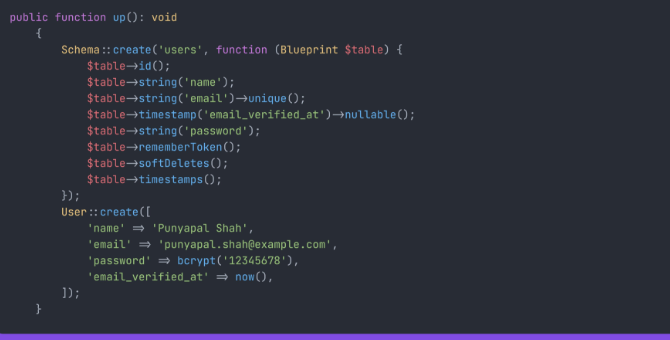 public function up(): void
    {
        Schema::create('users', function (Blueprint $table) {
            $table->id();
            $table->string('name');
            $table->string('email')->unique();
            $table->timestamp('email_verified_at')->nullable();
            $table->string('password');
            $table->rememberToken();
            $table->softDeletes();
            $table->timestamps();
        });
        User::create([
            'name' => 'Punyapal Shah',
            'email' => 'punyapal.shah@example.com',
            'password' => bcrypt('12345678'),
            'email_verified_at' => now(),
        ]);
    }